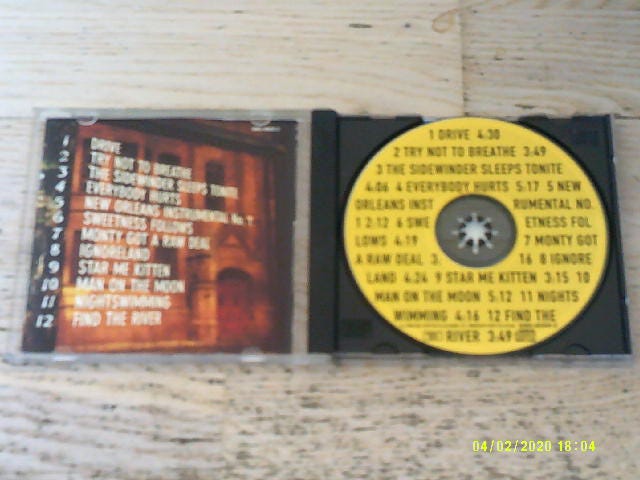 1 DRIVE
2 TRY NOT TO BREATHE
3 THE SIDEWINDER SLEEPS TONITE
4 EVERYBODY HURTS
5 NEW ORLEANS INSTRUMENTAL No. 1
6 SWEETNESS FOLLOWS
7 MONTY GOT A RAW DEAL
8 IGNORELAND
9 STAR ME KITTEN
10 MAN ON THE MOON
11 NIGHTSWIMMING
12 FIND THE RIVER
1 DRIVE 4:30
2 TRY NOT TO BREATHE 3:49
3 THE SIDEWINDER SLEEPS TONITE
4:06 4 EVERYBODY HURTS 5.17 5 NEW
ORLEANS INST RUMENTAL NO.
1 2:12 6 SWE ETNESS FOL
LOWS 4:19 7 MONTY GOT
A RAW DEAL 3. 16 8 IGNORE
LAND 4:24 9 STAR ME KITTEN 3:15 10
MAN ON THE MOON 5.12 11 NIGHTS
WIMMING 4:16 12 FIND THE
RIVER 3:49
04/02/2020 18:04